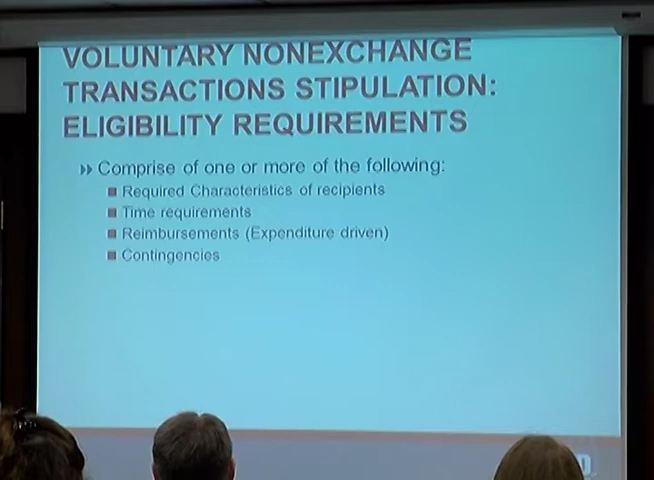 VOLUNTARY NONEXCHANGE
TRANSACTIONS STIPULATION:
ELIGIBILITY REQUIREMENTS
Comprise of one or more of the following:
Required Characteristics of recipients
Time requirements
Reimbursements (Expenditure driven)
Contingencies